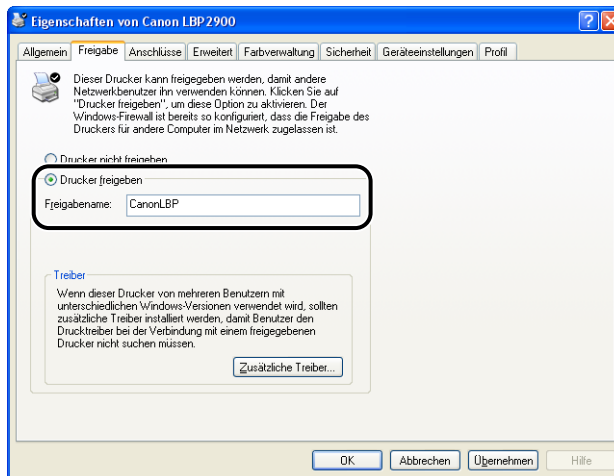 Eigenschaften von Canon LBP2900
Allgemein Freigabe Anschlüsse Erweitert Farbverwaltung Sicherheit Geräteeinstellungen Profil
Dieser Drucker kann freigegeben werden, damit andere
Netzwerkbenutzer ihn verwenden können. Klicken Sie auf
"Drucker freigeben", um diese Option zu aktivieren. Der
Windows-Firewall ist bereits so konfiguriert, dass die Freigabe des
Druckers für andere Computer im Netzwerk zugelassen ist.
Drucker nicht freigeben
Drucker freigeben
Freigabename: CanonLBP
Treiber
Wenn dieser Drucker von mehreren Benutzern mit
unterschiedlichen Windows-Versionen verwendet wird, sollten
zusätzliche Treiber installiert werden, damit Benutzer den
Drucktreiber bei der Verbindung mit einem freigegebenen
Drucker nicht suchen müssen.
Zusätzliche Treiber...
OK Abbrechen Übernehmen Hilfe